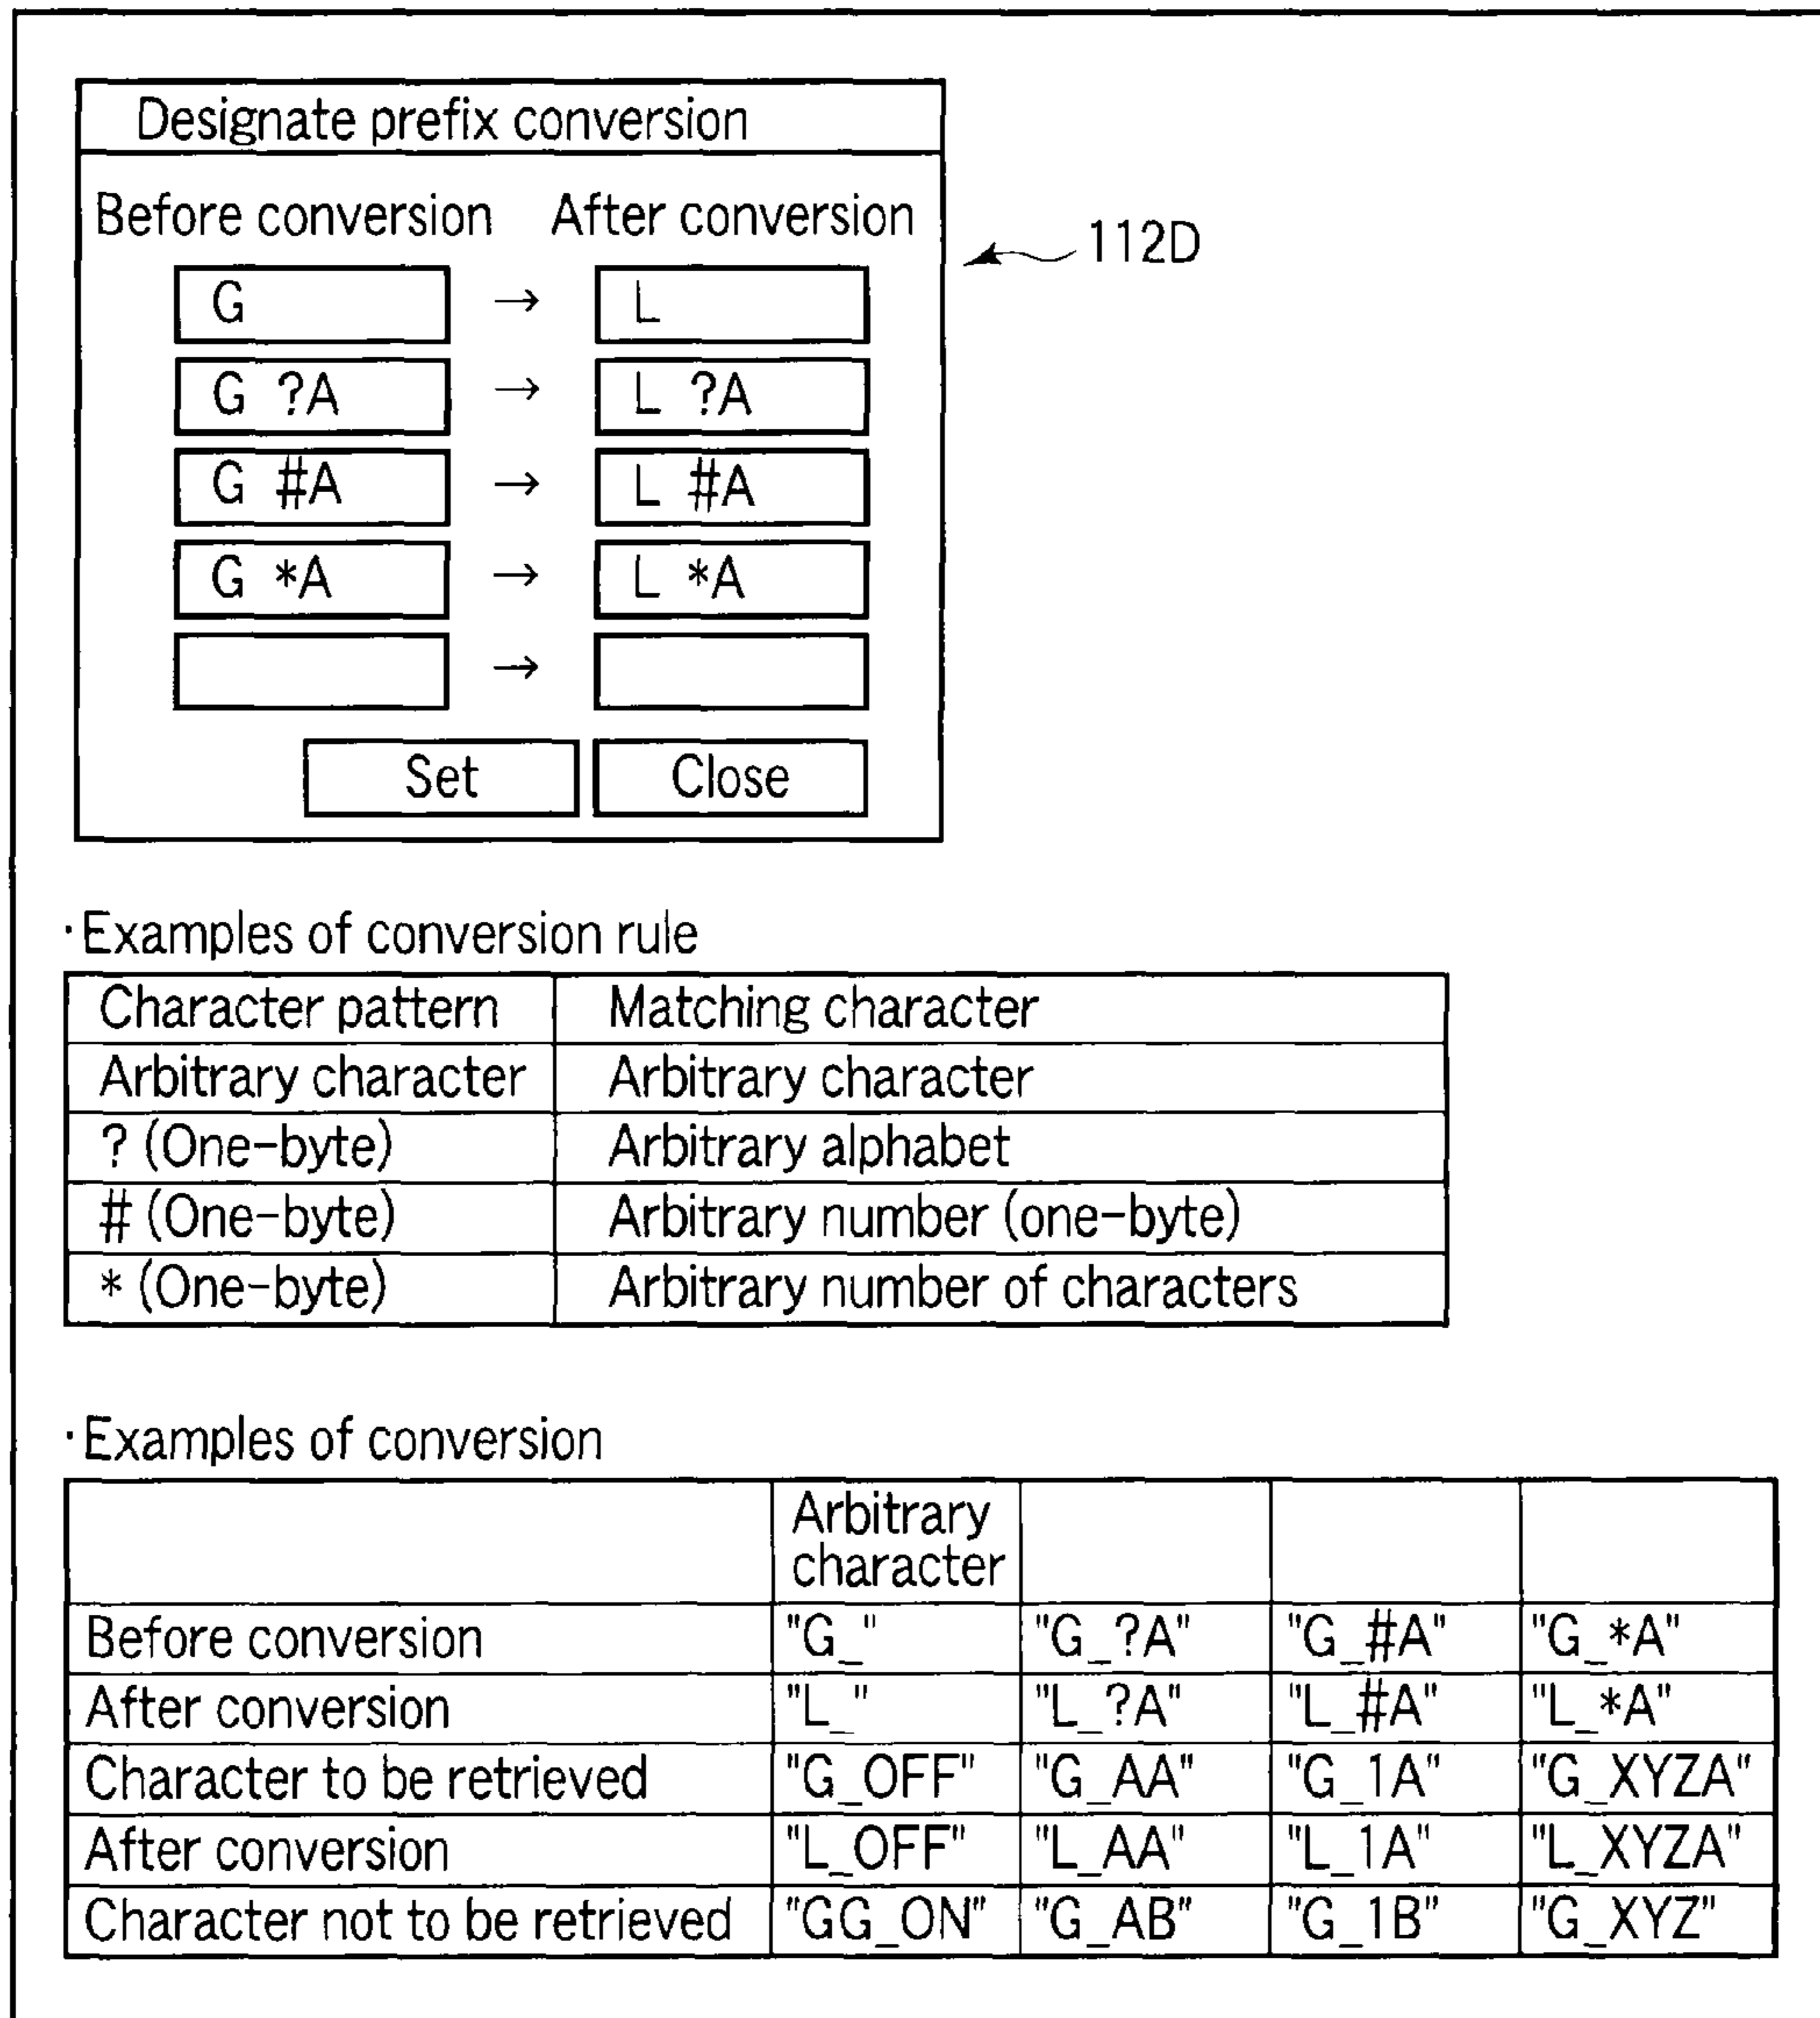 Designate prefix conversion
Before conversion After conversion
112D
G → L
G ?A → L ?A
G #A → L #A
G *A → L *A
→
Set Close
·Examples of conversion rule
Character pattern Matching character
Arbitrary character Arbitrary character
? (One-byte) Arbitrary alphabet
# (One-byte) Arbitrary number (one-byte)
* (One-byte) Arbitrary number of characters
·Examples of conversion
Arbitrary
character
Before conversion "G_" "G_?A" "G_#A" "G_*A"
After conversion "L_" "L_?A" "L_#A" "L_*A"
Character to be retrieved "G_OFF" "G_AA" "G_1A" "G_XYZA"
After conversion "L_OFF" "L_AA" "L_1A" "L_XYZA"
Character not to be retrieved "GG_ON" "G_AB" "G_1B" "G_XYZ"